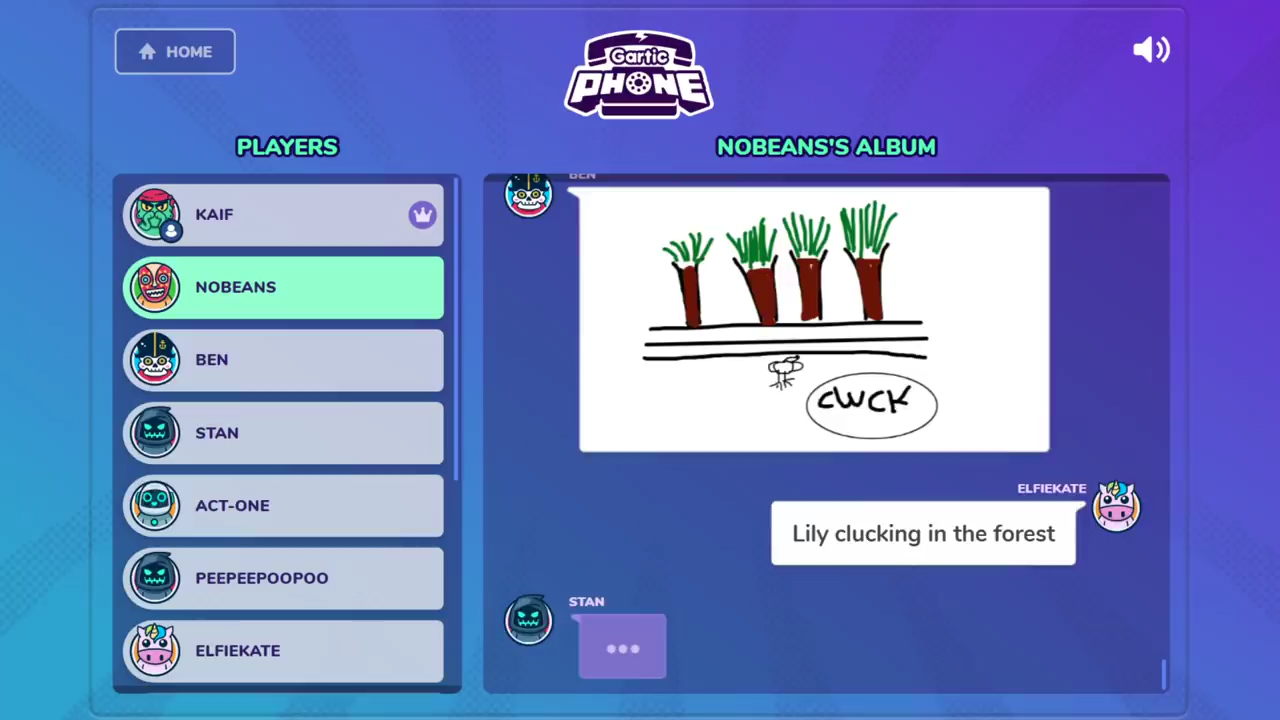 HOME
Gartic
PHONE
PLAYERS
NOBEANS'S ALBUM
KAIF
NOBEANS
BEN
STAN
ACT-ONE
PEEPEEPOOPOO
ELFIEKATE
BEN
CLUCK
ELFIEKATE
Lily clucking in the forest
STAN
...